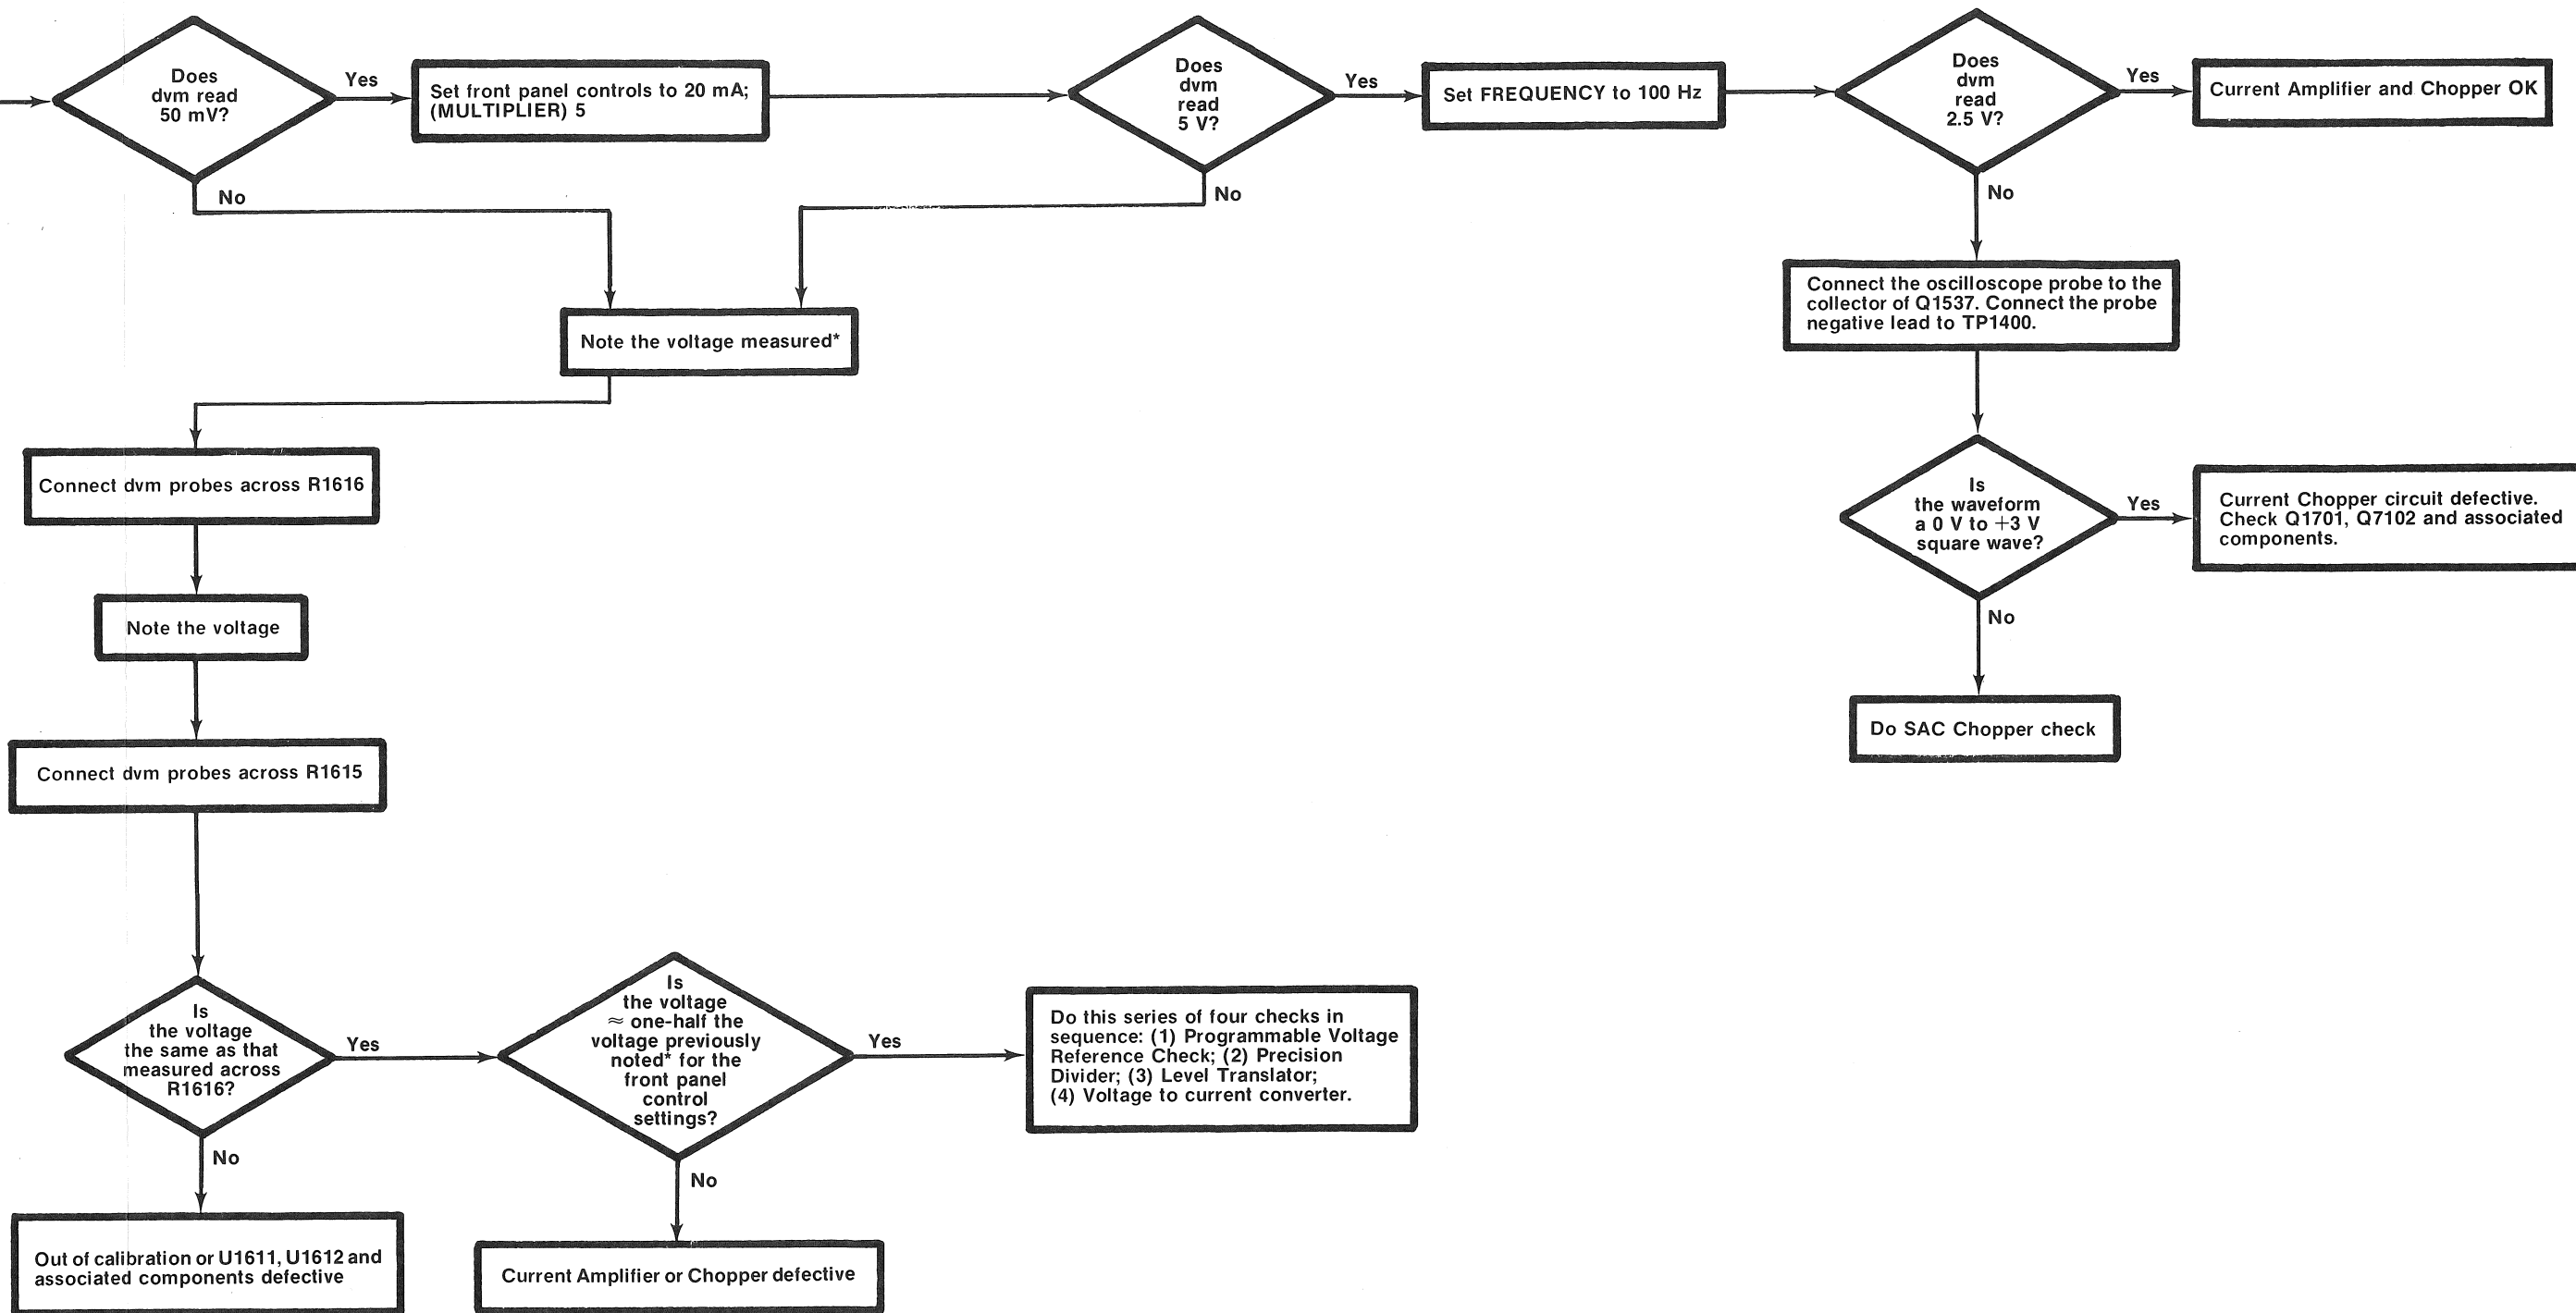 Does
dvm read
50 mV?
Yes
No
Set front panel controls to 20 mA;
(MULTIPLIER) 5
Does
dvm
read
5 V?
Yes
No
Set FREQUENCY to 100 Hz
Does
dvm
read
2.5 V?
Yes
No
Current Amplifier and Chopper OK
Note the voltage measured*
Connect dvm probes across R1616
Note the voltage
Connect dvm probes across R1615
Is
the voltage
the same as that
measured across
R1616?
Yes
No
Out of calibration or U1611, U1612 and
associated components defective
Is
the voltage
≈ one-half the
voltage previously
noted* for the
front panel
control
settings?
Yes
No
Current Amplifier or Chopper defective
Do this series of four checks in
sequence: (1) Programmable Voltage
Reference Check; (2) Precision
Divider; (3) Level Translator;
(4) Voltage to current converter.
Connect the oscilloscope probe to the
collector of Q1537. Connect the probe
negative lead to TP1400.
Is
the waveform
a 0 V to +3 V
square wave?
Yes
No
Current Chopper circuit defective.
Check Q1701, Q7102 and associated
components.
Do SAC Chopper check